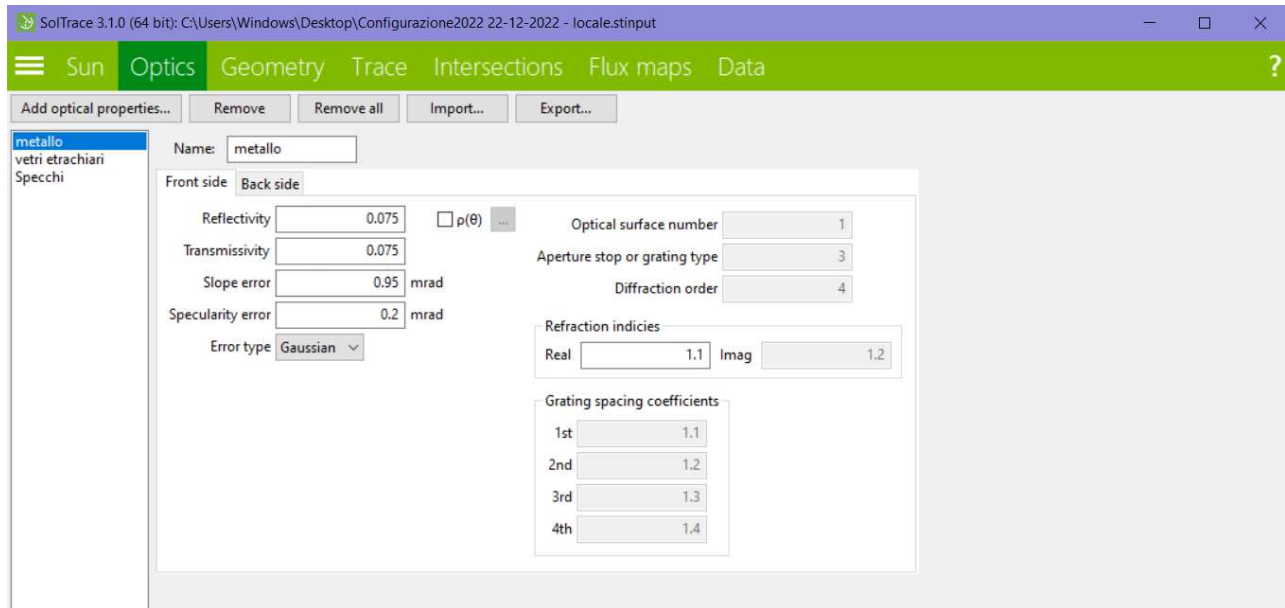 SolTrace 3.1.0 (64 bit): C:\Users\Windows\Desktop\Configurazione2022 22-12-2022 - locale.stinput
Sun Optics Geometry Trace Intersections Flux maps Data ?
Add optical properties... Remove Remove all Import... Export...
metallo
vetri etrachiari
Specchi
Name: metallo
Front side Back side
Reflectivity 0.075 ρ(θ) ...
Transmissivity 0.075
Slope error 0.95 mrad
Specularity error 0.2 mrad
Error type Gaussian
Optical surface number 1
Aperture stop or grating type 3
Diffraction order 4
Refraction indicies
Real 1.1 Imag 1.2
Grating spacing coefficients
1st 1.1
2nd 1.2
3rd 1.3
4th 1.4